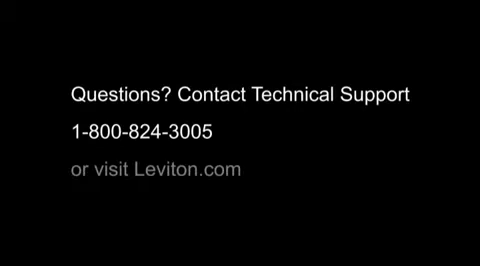 Questions? Contact Technical Support
1-800-824-3005
or visit Leviton.com